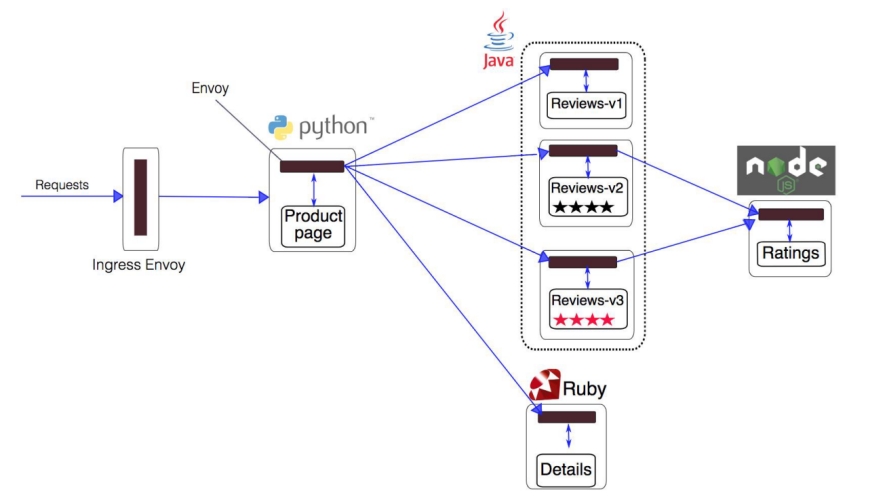 Requests
Ingress Envoy
Envoy
python™
Product
page
Java
Reviews-v1
Reviews-v2
Reviews-v3
node
JS
Ratings
Ruby
Details